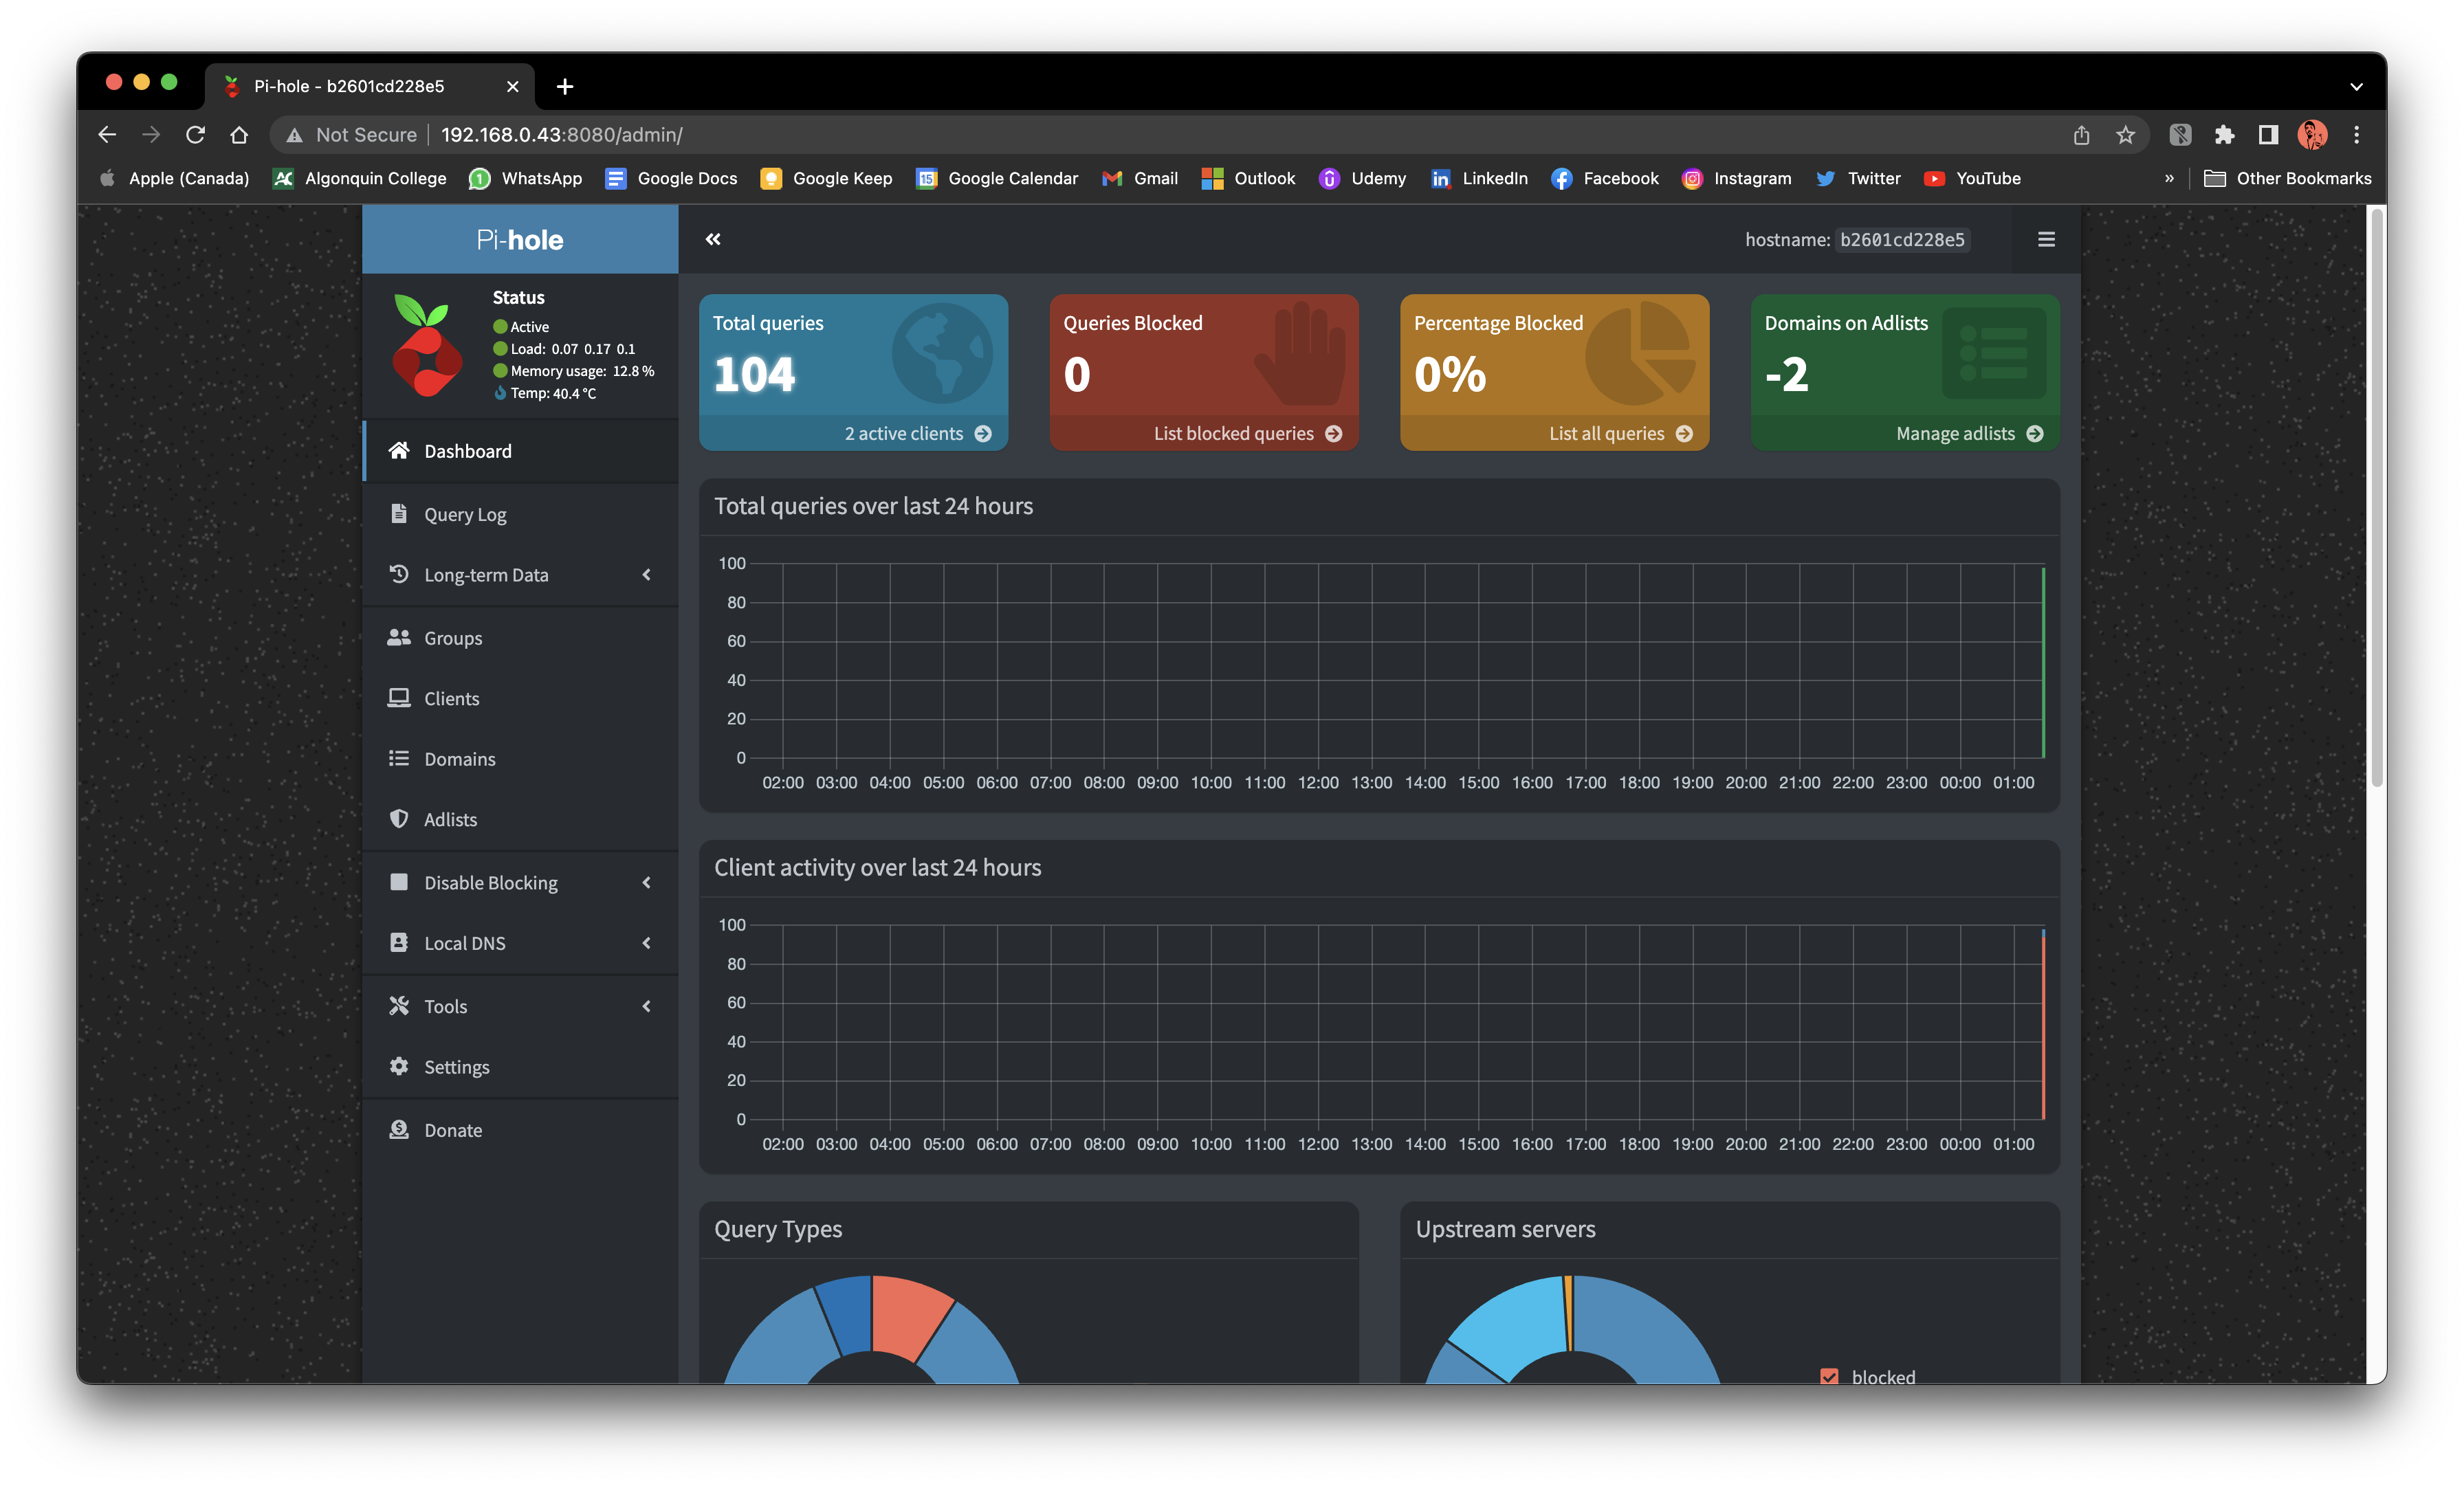 Pi-hole - b2601cd228e5
Not Secure 192.168.0.43:8080/admin/
Apple (Canada) Algonquin College WhatsApp Google Docs Google Keep Google Calendar Gmail Outlook Udemy LinkedIn Facebook Instagram Twitter YouTube » Other Bookmarks
Pi-hole
hostname: b2601cd228e5
Status
Active
Load: 0.07 0.17 0.1
Memory usage: 12.8 %
Temp: 40.4 °C
Dashboard
Query Log
Long-term Data
Groups
Clients
Domains
Adlists
Disable Blocking
Local DNS
Tools
Settings
Donate
Total queries
104
2 active clients
Queries Blocked
0
List blocked queries
Percentage Blocked
0%
List all queries
Domains on Adlists
-2
Manage adlists
Total queries over last 24 hours
100
80
60
40
20
0
02:00 03:00 04:00 05:00 06:00 07:00 08:00 09:00 10:00 11:00 12:00 13:00 14:00 15:00 16:00 17:00 18:00 19:00 20:00 21:00 22:00 23:00 00:00 01:00
Client activity over last 24 hours
100
80
60
40
20
0
02:00 03:00 04:00 05:00 06:00 07:00 08:00 09:00 10:00 11:00 12:00 13:00 14:00 15:00 16:00 17:00 18:00 19:00 20:00 21:00 22:00 23:00 00:00 01:00
Query Types
Upstream servers
blocked